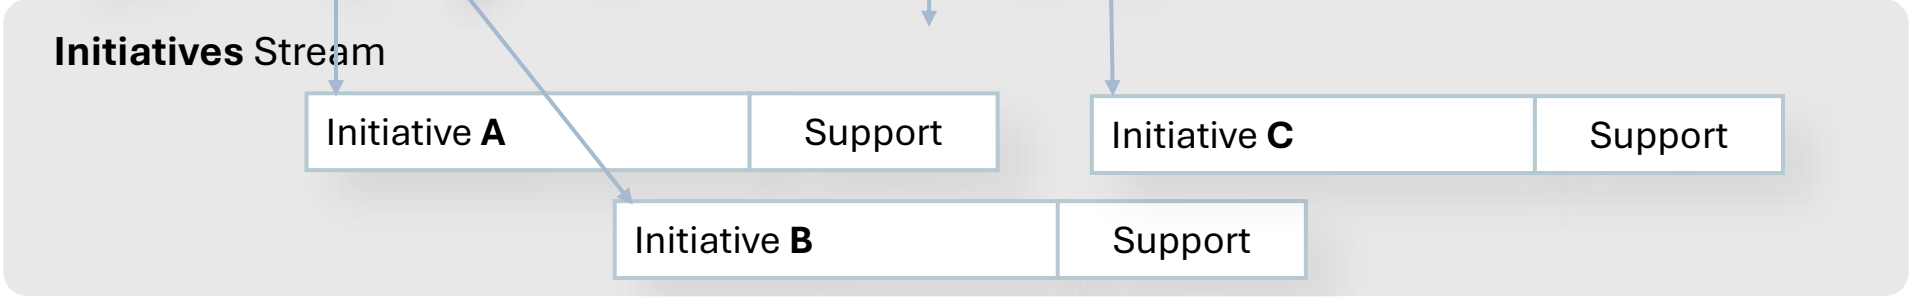 Initiatives Stream
Initiative A
Support
Initiative C
Support
Initiative B
Support